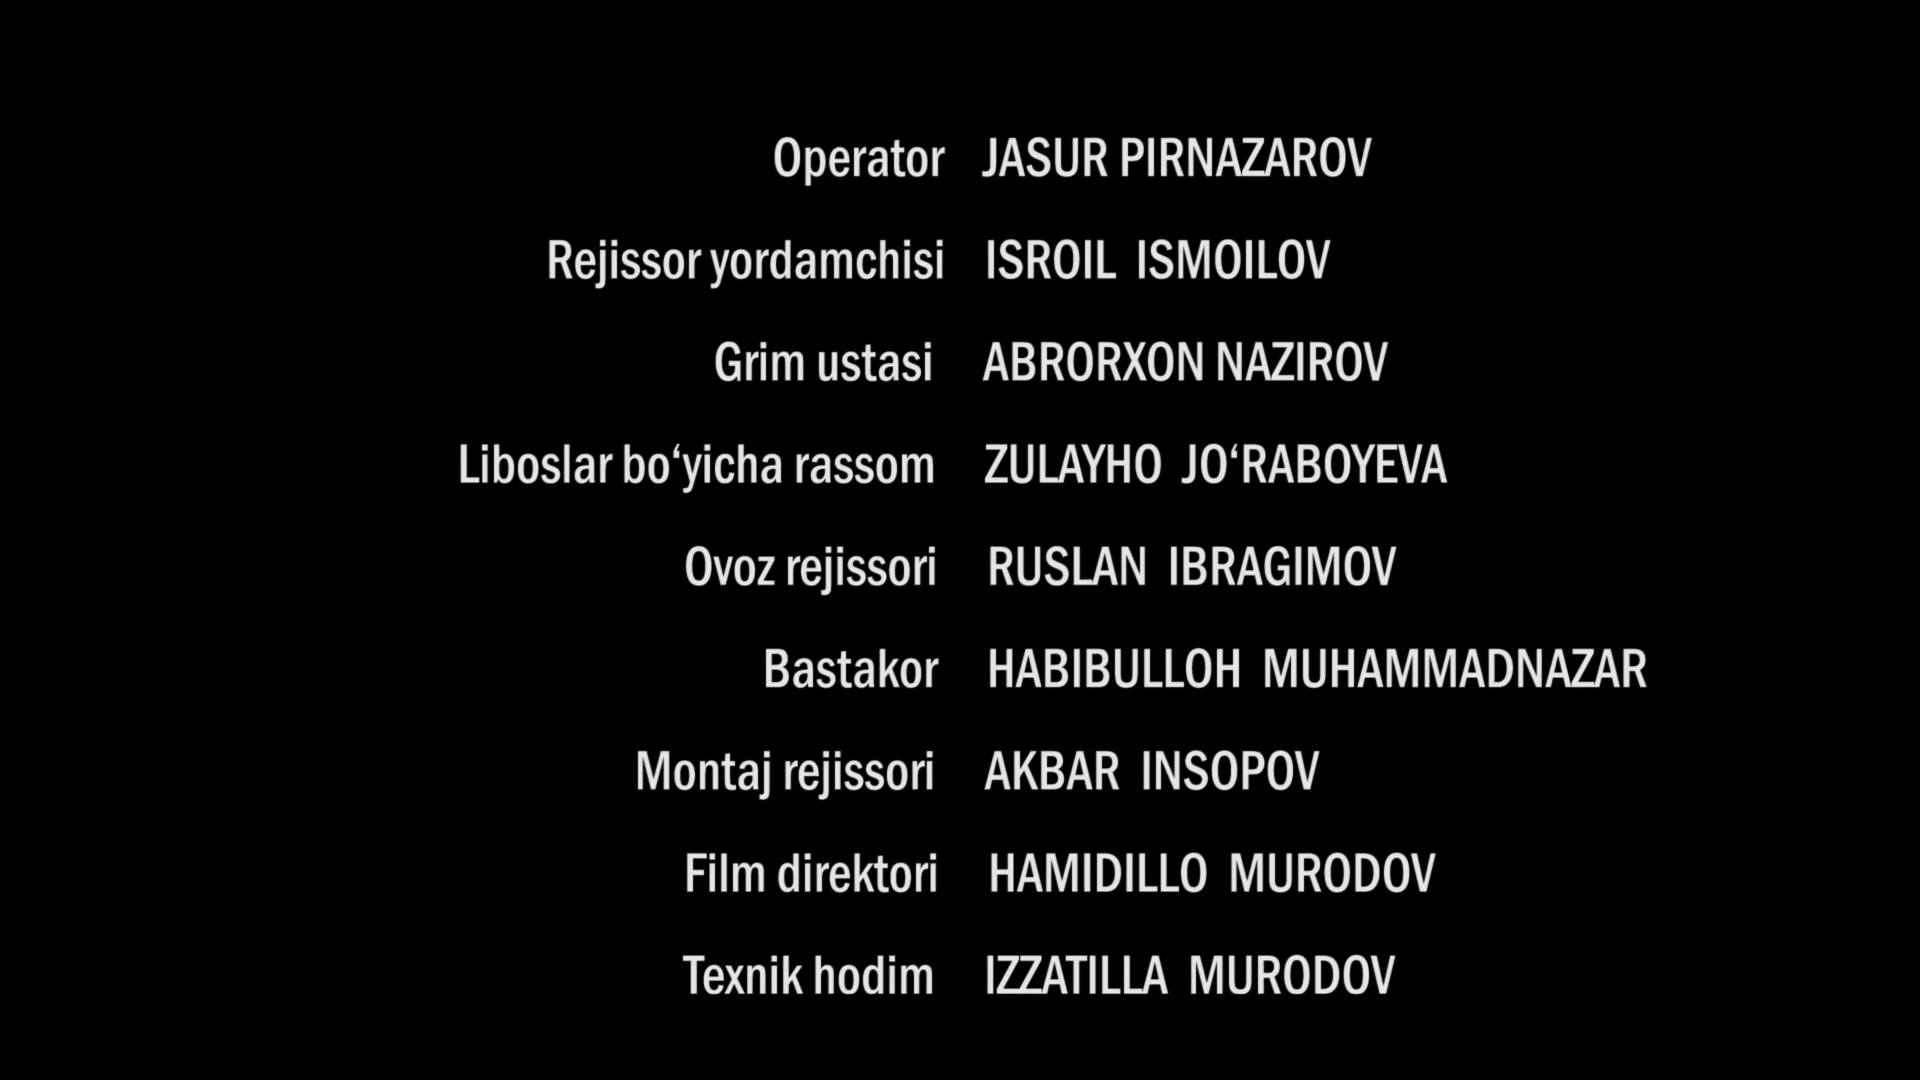 Operator JASUR PIRNAZAROV
Rejissor yordamchisi ISROIL ISMOILOV
Grim ustasi ABRORXON NAZIROV
Liboslar bo‘yicha rassom ZULAYHO JO‘RABOYEVA
Ovoz rejissori RUSLAN IBRAGIMOV
Bastakor HABIBULLOH MUHAMMADNAZAR
Montaj rejissori AKBAR INSOPOV
Film direktori HAMIDILLO MURODOV
Texnik hodim IZZATILLA MURODOV